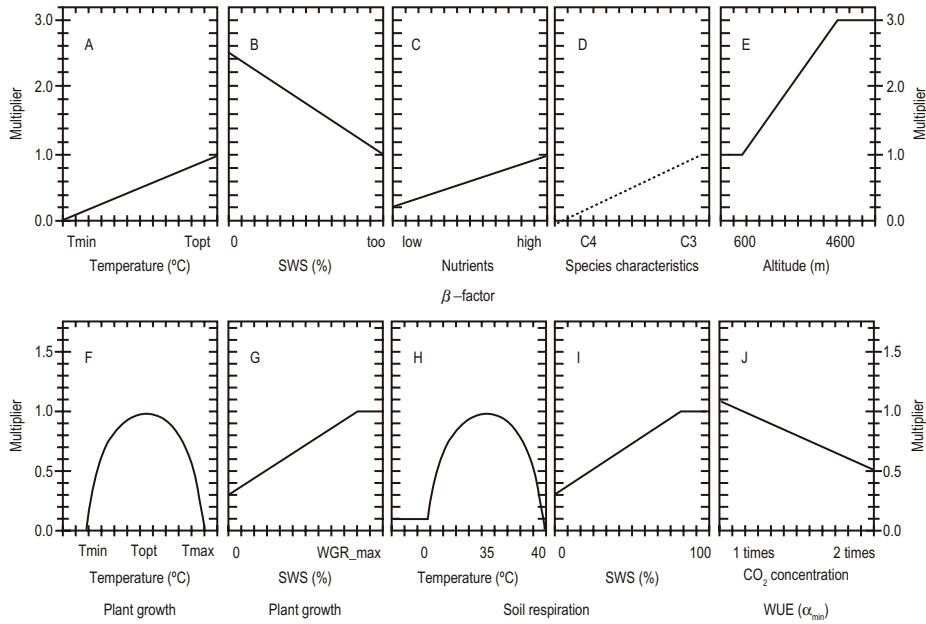 3.0
2.0
1.0
0.0
Multiplier
A
B
C
D
E
3.0
2.0
1.0
0.0
Multiplier
Tmin Topt
0 too
low high
C4 C3
600 4600
Temperature (ºC)
SWS (%)
Nutrients
Species characteristics
Altitude (m)
β–factor
1.5
1.0
0.5
0.0
Multiplier
F
G
H
I
J
1.5
1.0
0.5
0.0
Multiplier
Tmin Topt Tmax
0 WGR_max
0 35 40
0 100
1 times 2 times
Temperature (ºC)
SWS (%)
Temperature (ºC)
SWS (%)
CO₂ concentration
Plant growth
Plant growth
Soil respiration
WUE (αmin)